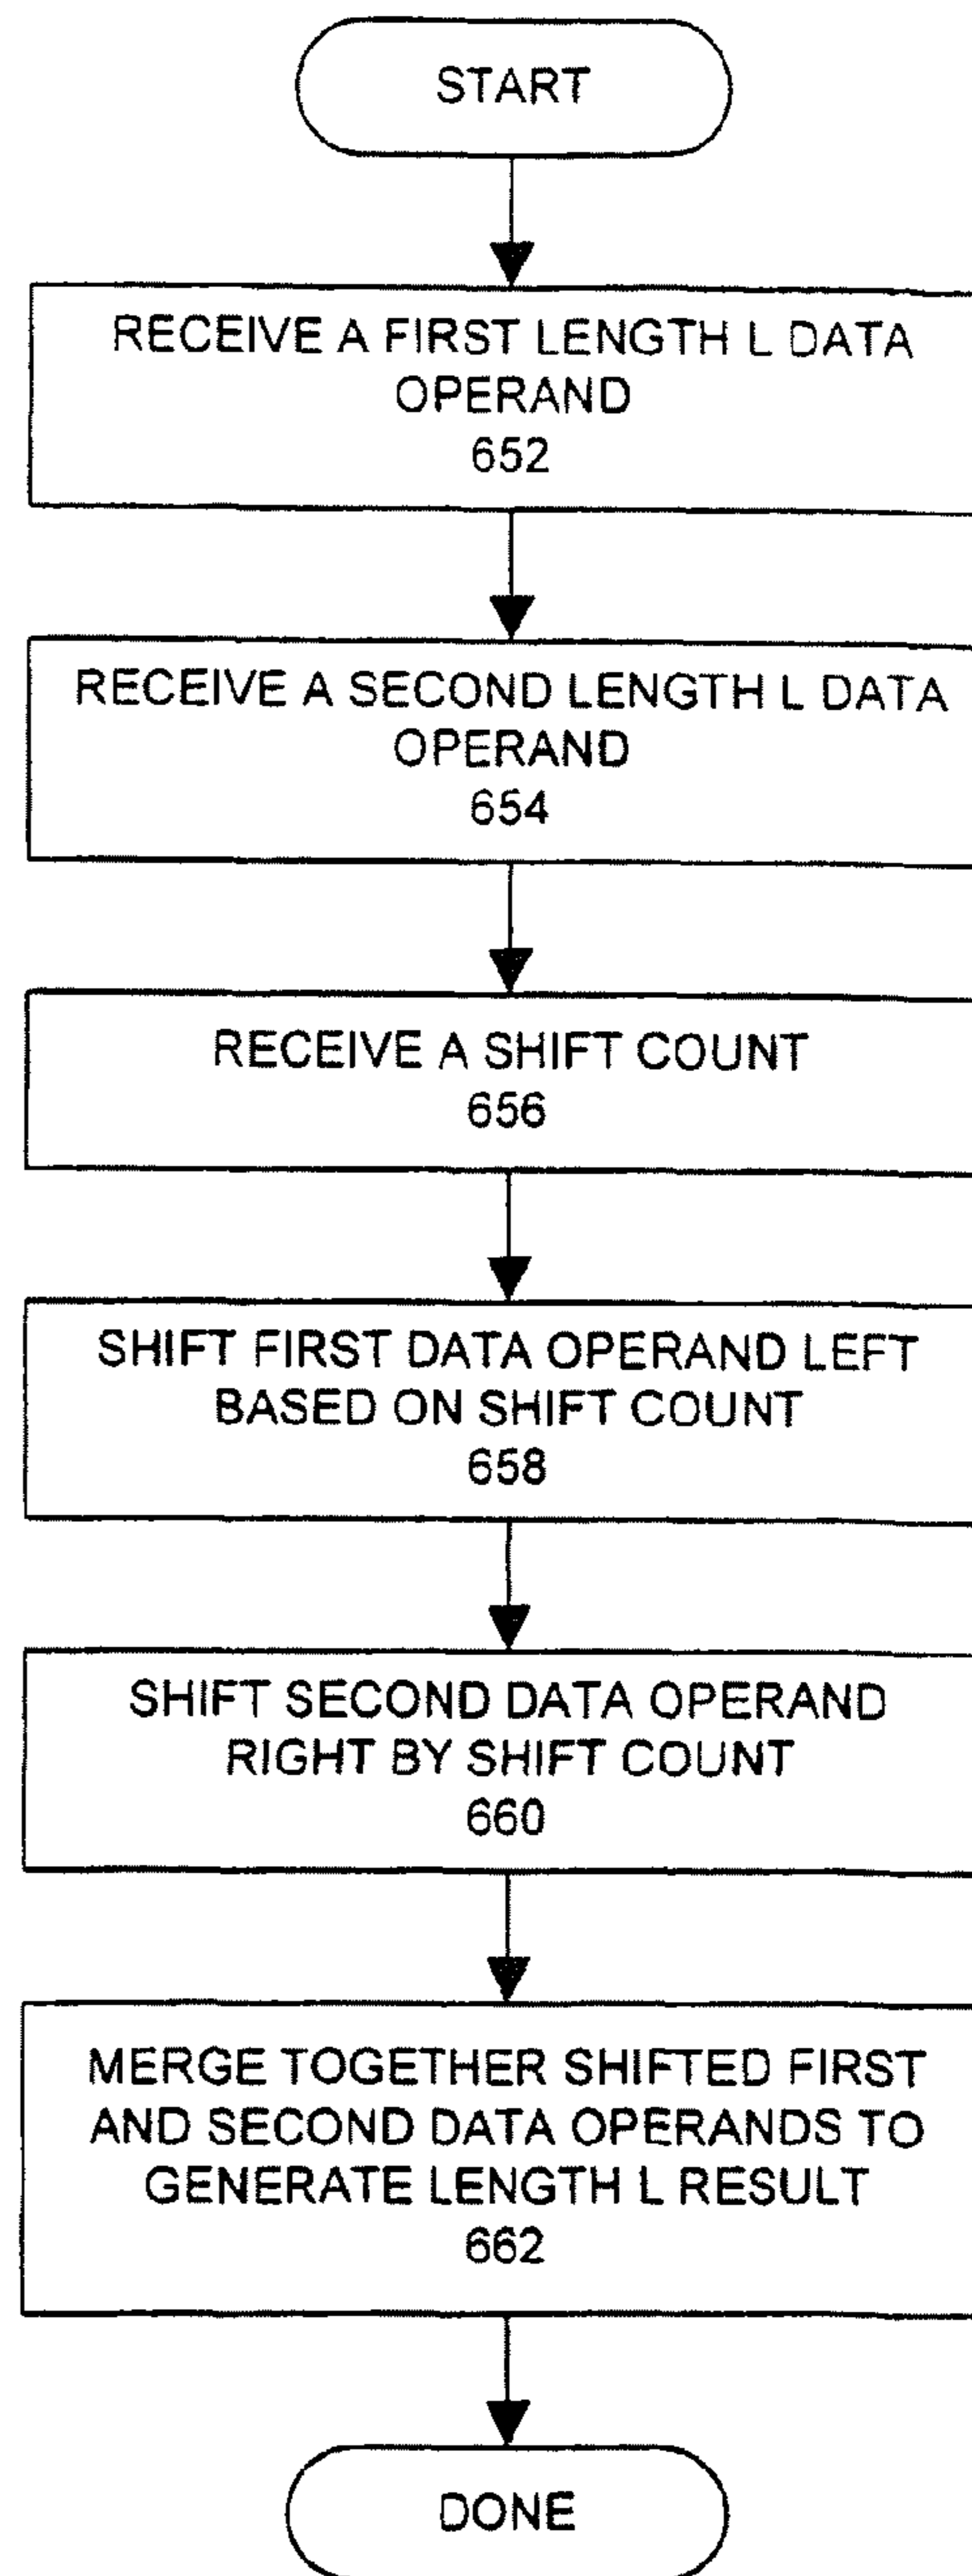 START
RECEIVE A FIRST LENGTH L DATA
OPERAND
652
RECEIVE A SECOND LENGTH L DATA
OPERAND
654
RECEIVE A SHIFT COUNT
656
SHIFT FIRST DATA OPERAND LEFT
BASED ON SHIFT COUNT
658
SHIFT SECOND DATA OPERAND
RIGHT BY SHIFT COUNT
660
MERGE TOGETHER SHIFTED FIRST
AND SECOND DATA OPERANDS TO
GENERATE LENGTH L RESULT
662
DONE